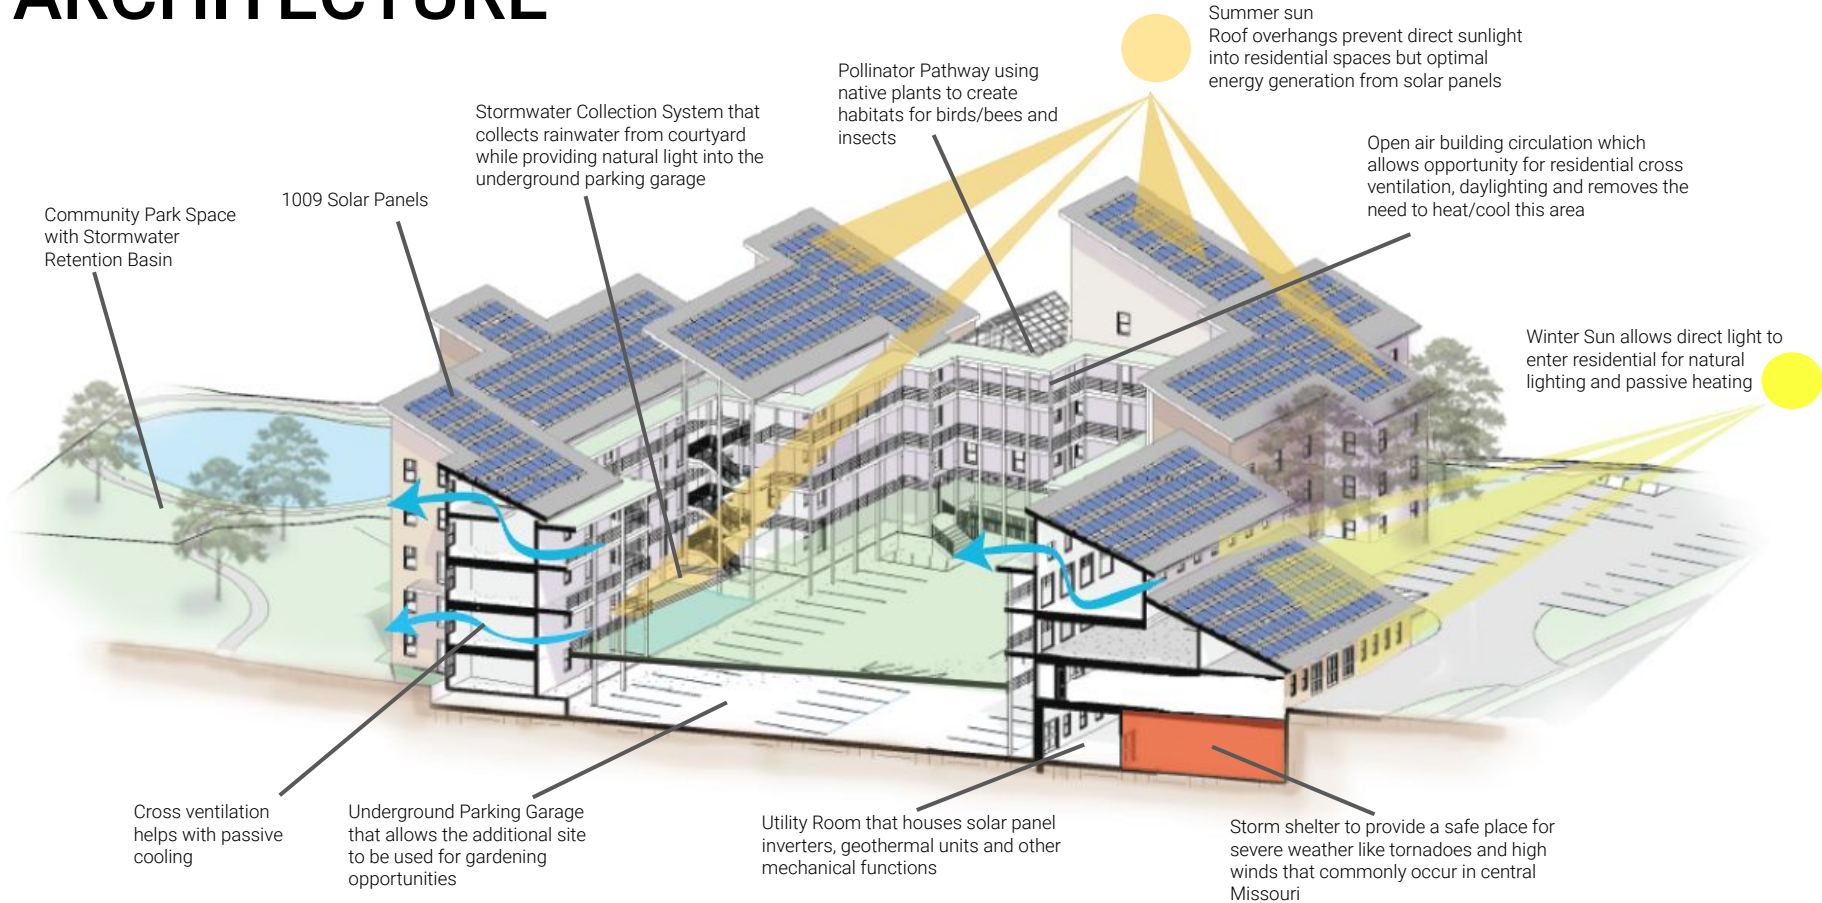 ARCHITECTURE
Summer sun
Roof overhangs prevent direct sunlight
into residential spaces but optimal
energy generation from solar panels
Pollinator Pathway using
native plants to create
habitats for birds/bees and
insects
Stormwater Collection System that
collects rainwater from courtyard
while providing natural light into the
underground parking garage
Open air building circulation which
allows opportunity for residential cross
ventilation, daylighting and removes the
need to heat/cool this area
1009 Solar Panels
Community Park Space
with Stormwater
Retention Basin
Winter Sun allows direct light to
enter residential for natural
lighting and passive heating
Cross ventilation
helps with passive
cooling
Underground Parking Garage
that allows the additional site
to be used for gardening
opportunities
Utility Room that houses solar panel
inverters, geothermal units and other
mechanical functions
Storm shelter to provide a safe place for
severe weather like tornadoes and high
winds that commonly occur in central
Missouri